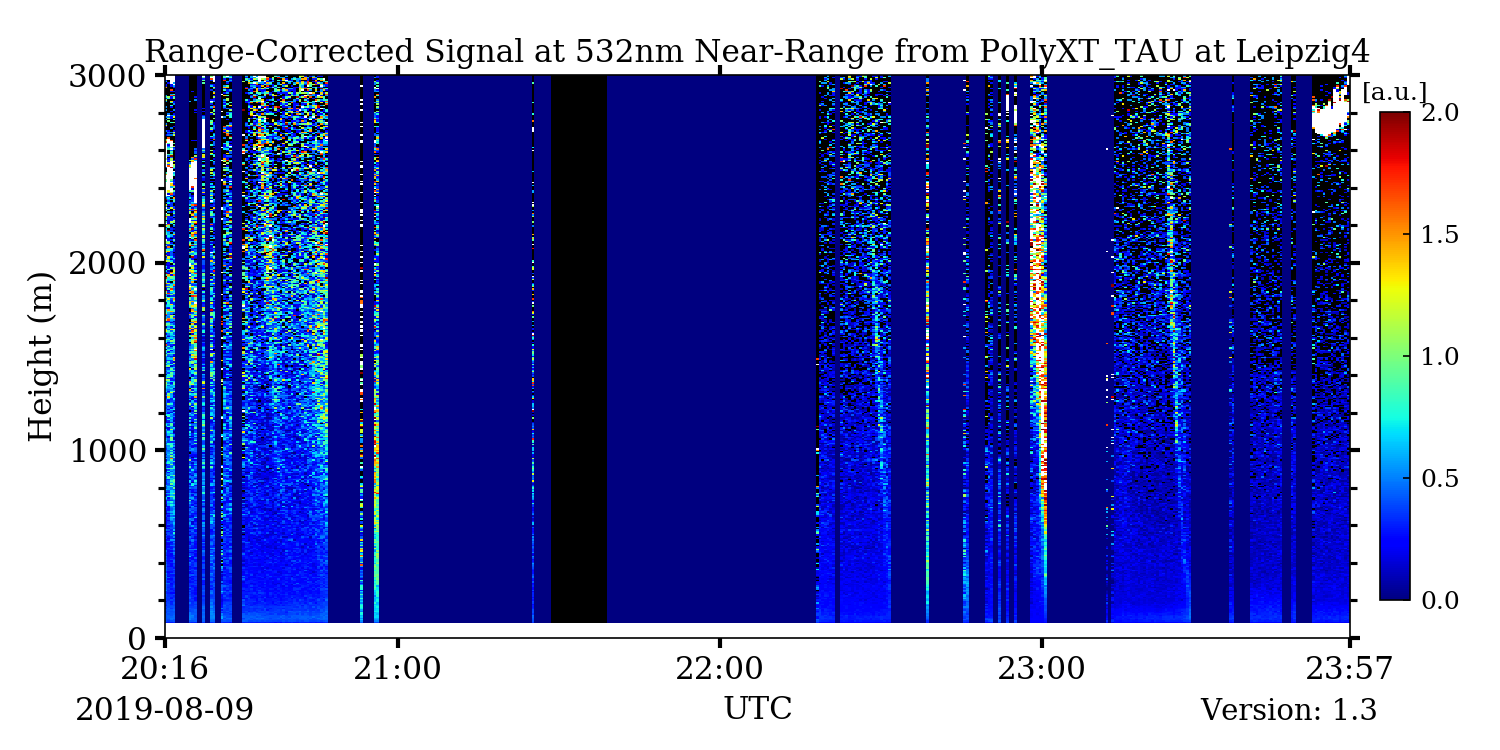 Range-Corrected Signal at 532nm Near-Range from PollyXT_TAU at Leipzig4
[a.u.]
3000
2000
1000
0
Height (m)
2.0
1.5
1.0
0.5
0.0
20:16 21:00 22:00 23:00 23:57
2019-08-09 UTC Version: 1.3